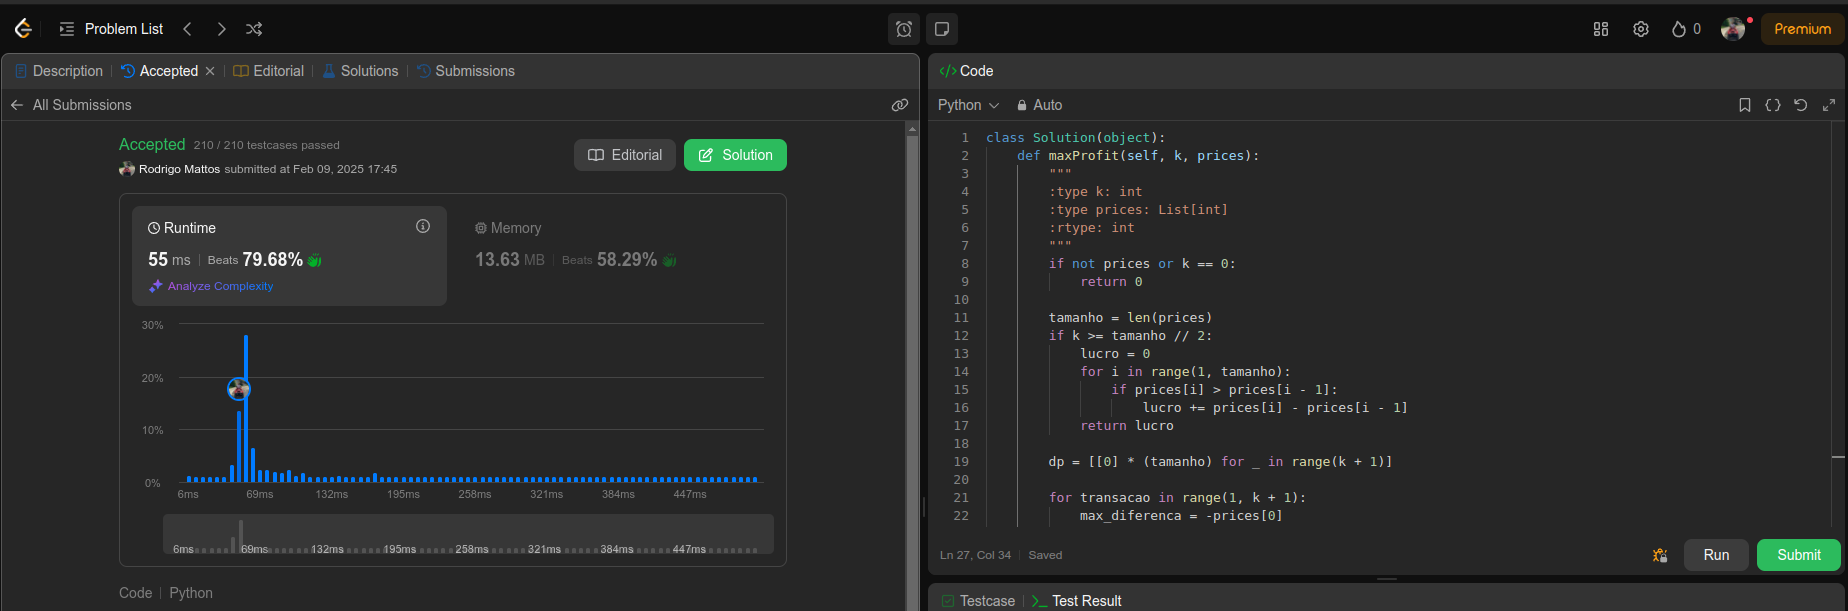 Problem List
0
Premium
Description
Accepted
Editorial
Solutions
Submissions
All Submissions
Accepted 210 / 210 testcases passed
Rodrigo Mattos submitted at Feb 09, 2025 17:45
Editorial
Solution
Runtime
55 ms | Beats 79.68%
Analyze Complexity
Memory
13.63 MB | Beats 58.29%
30%
20%
10%
0%
6ms 69ms 132ms 195ms 258ms 321ms 384ms 447ms
6ms 69ms 132ms 195ms 258ms 321ms 384ms 447ms
Code | Python
</> Code
Python
Auto
1 class Solution(object):
2     def maxProfit(self, k, prices):
3         """
4         :type k: int
5         :type prices: List[int]
6         :rtype: int
7         """
8         if not prices or k == 0:
9             return 0
10
11         tamanho = len(prices)
12         if k >= tamanho // 2:
13             lucro = 0
14             for i in range(1, tamanho):
15                 if prices[i] > prices[i - 1]:
16                     lucro += prices[i] - prices[i - 1]
17             return lucro
18
19         dp = [[0] * (tamanho) for _ in range(k + 1)]
20
21         for transacao in range(1, k + 1):
22             max_diferenca = -prices[0]
Ln 27, Col 34 | Saved
Run
Submit
Testcase
Test Result